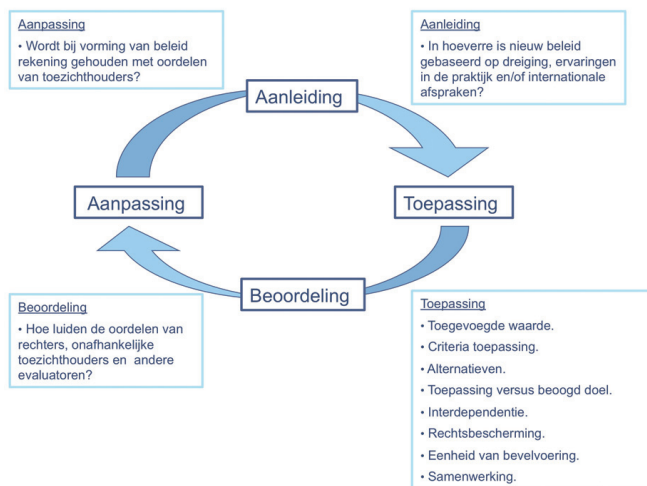 Aanpassing
• Wordt bij vorming van beleid
rekening gehouden met oordelen
van toezichthouders?
Aanleiding
• In hoeverre is nieuw beleid
gebaseerd op dreiging, ervaringen
in de praktijk en/of internationale
afspraken?
Aanleiding
Aanpassing
Toepassing
Beoordeling
Beoordeling
• Hoe luiden de oordelen van
rechters, onafhankelijke
toezichthouders en andere
evaluatoren?
Toepassing
• Toegevoegde waarde.
• Criteria toepassing.
• Alternatieven.
• Toepassing versus beoogd doel.
• Interdependentie.
• Rechtsbescherming.
• Eenheid van bevelvoering.
• Samenwerking.